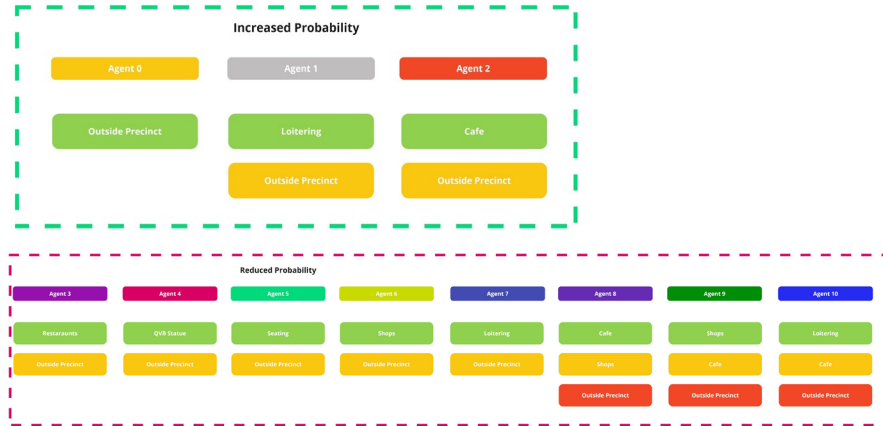 Increased Probability
Agent 0 Agent 1 Agent 2
Outside Precinct Loitering Cafe
Outside Precinct Outside Precinct
Reduced Probability
Agent 3 Agent 4 Agent 5 Agent 6 Agent 7 Agent 8 Agent 9 Agent 10
Restaraunts QVB Statue Seating Shops Loitering Cafe Shops Loitering
Outside Precinct Outside Precinct Outside Precinct Outside Precinct Outside Precinct Shops Cafe Cafe
Outside Precinct Outside Precinct Outside Precinct